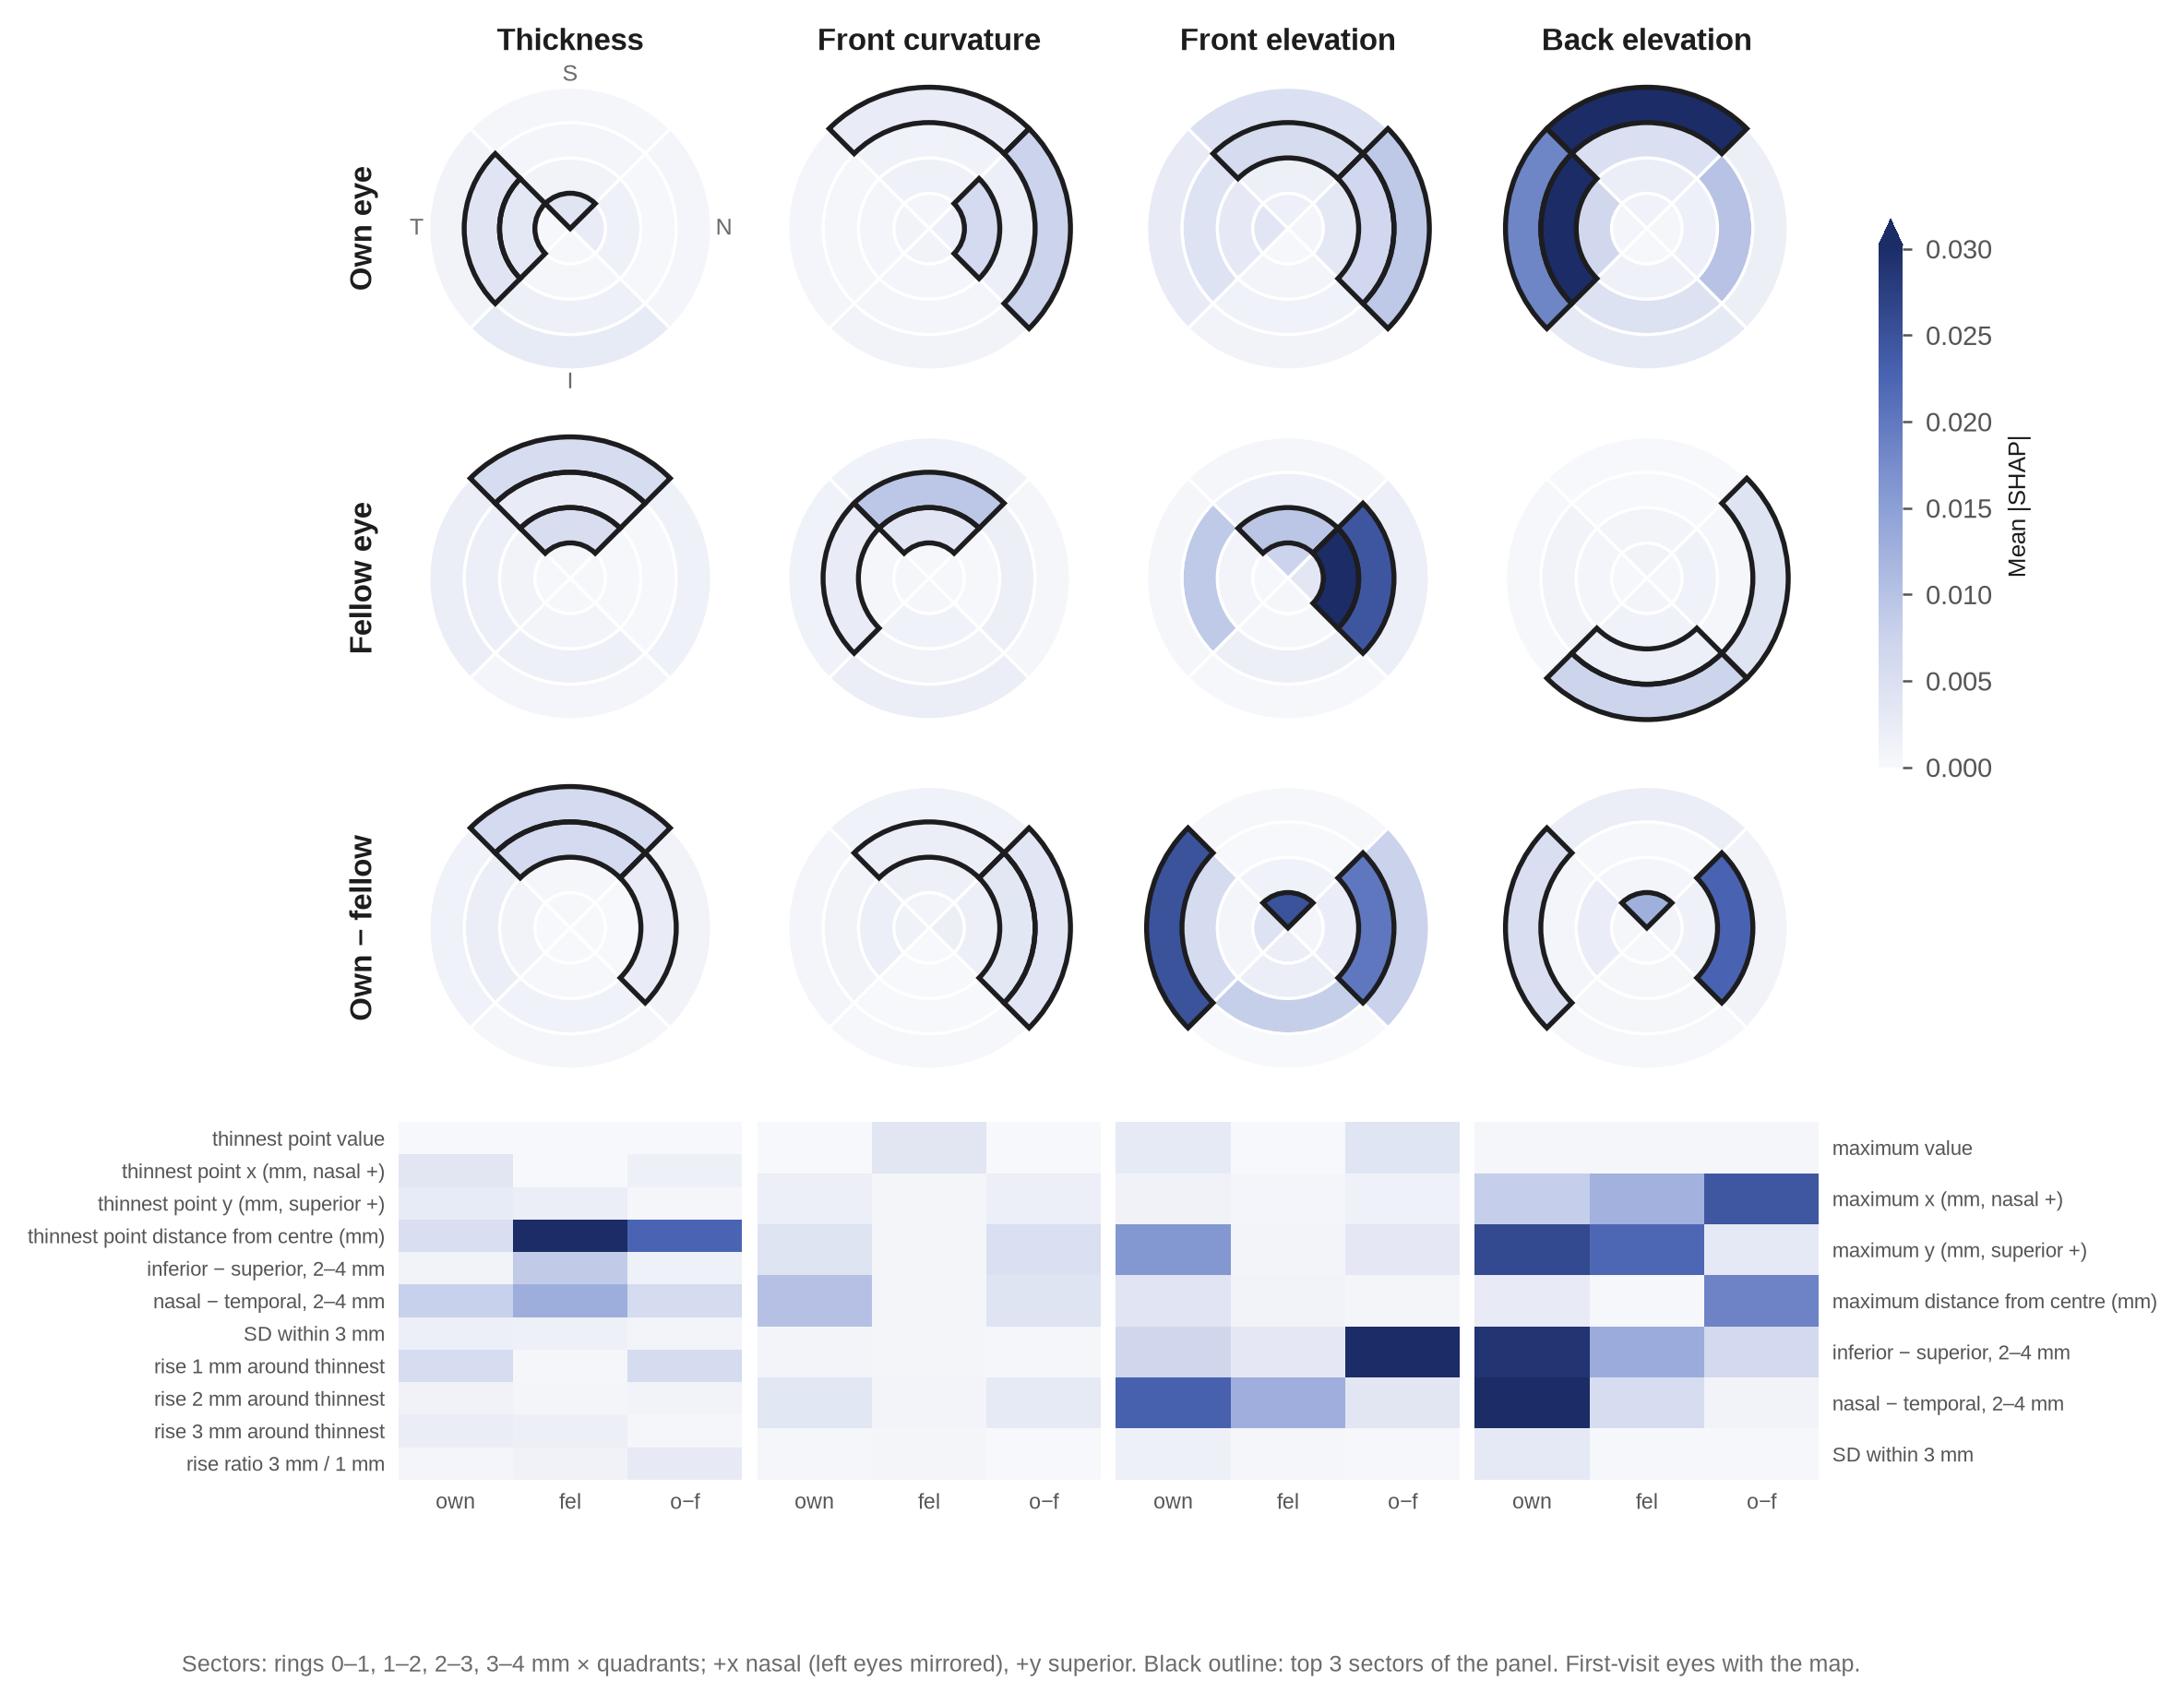 Thickness
Front curvature
Front elevation
Back elevation
S
T
N
I
Own eye
Fellow eye
Own − fellow
0.030
0.025
0.020
0.015
0.010
0.005
0.000
Mean |SHAP|
thinnest point value
thinnest point x (mm, nasal +)
thinnest point y (mm, superior +)
thinnest point distance from centre (mm)
inferior − superior, 2–4 mm
nasal − temporal, 2–4 mm
SD within 3 mm
rise 1 mm around thinnest
rise 2 mm around thinnest
rise 3 mm around thinnest
rise ratio 3 mm / 1 mm
maximum value
maximum x (mm, nasal +)
maximum y (mm, superior +)
maximum distance from centre (mm)
inferior − superior, 2–4 mm
nasal − temporal, 2–4 mm
SD within 3 mm
own fel o−f
own fel o−f
own fel o−f
own fel o−f
Sectors: rings 0–1, 1–2, 2–3, 3–4 mm × quadrants; +x nasal (left eyes mirrored), +y superior. Black outline: top 3 sectors of the panel. First-visit eyes with the map.